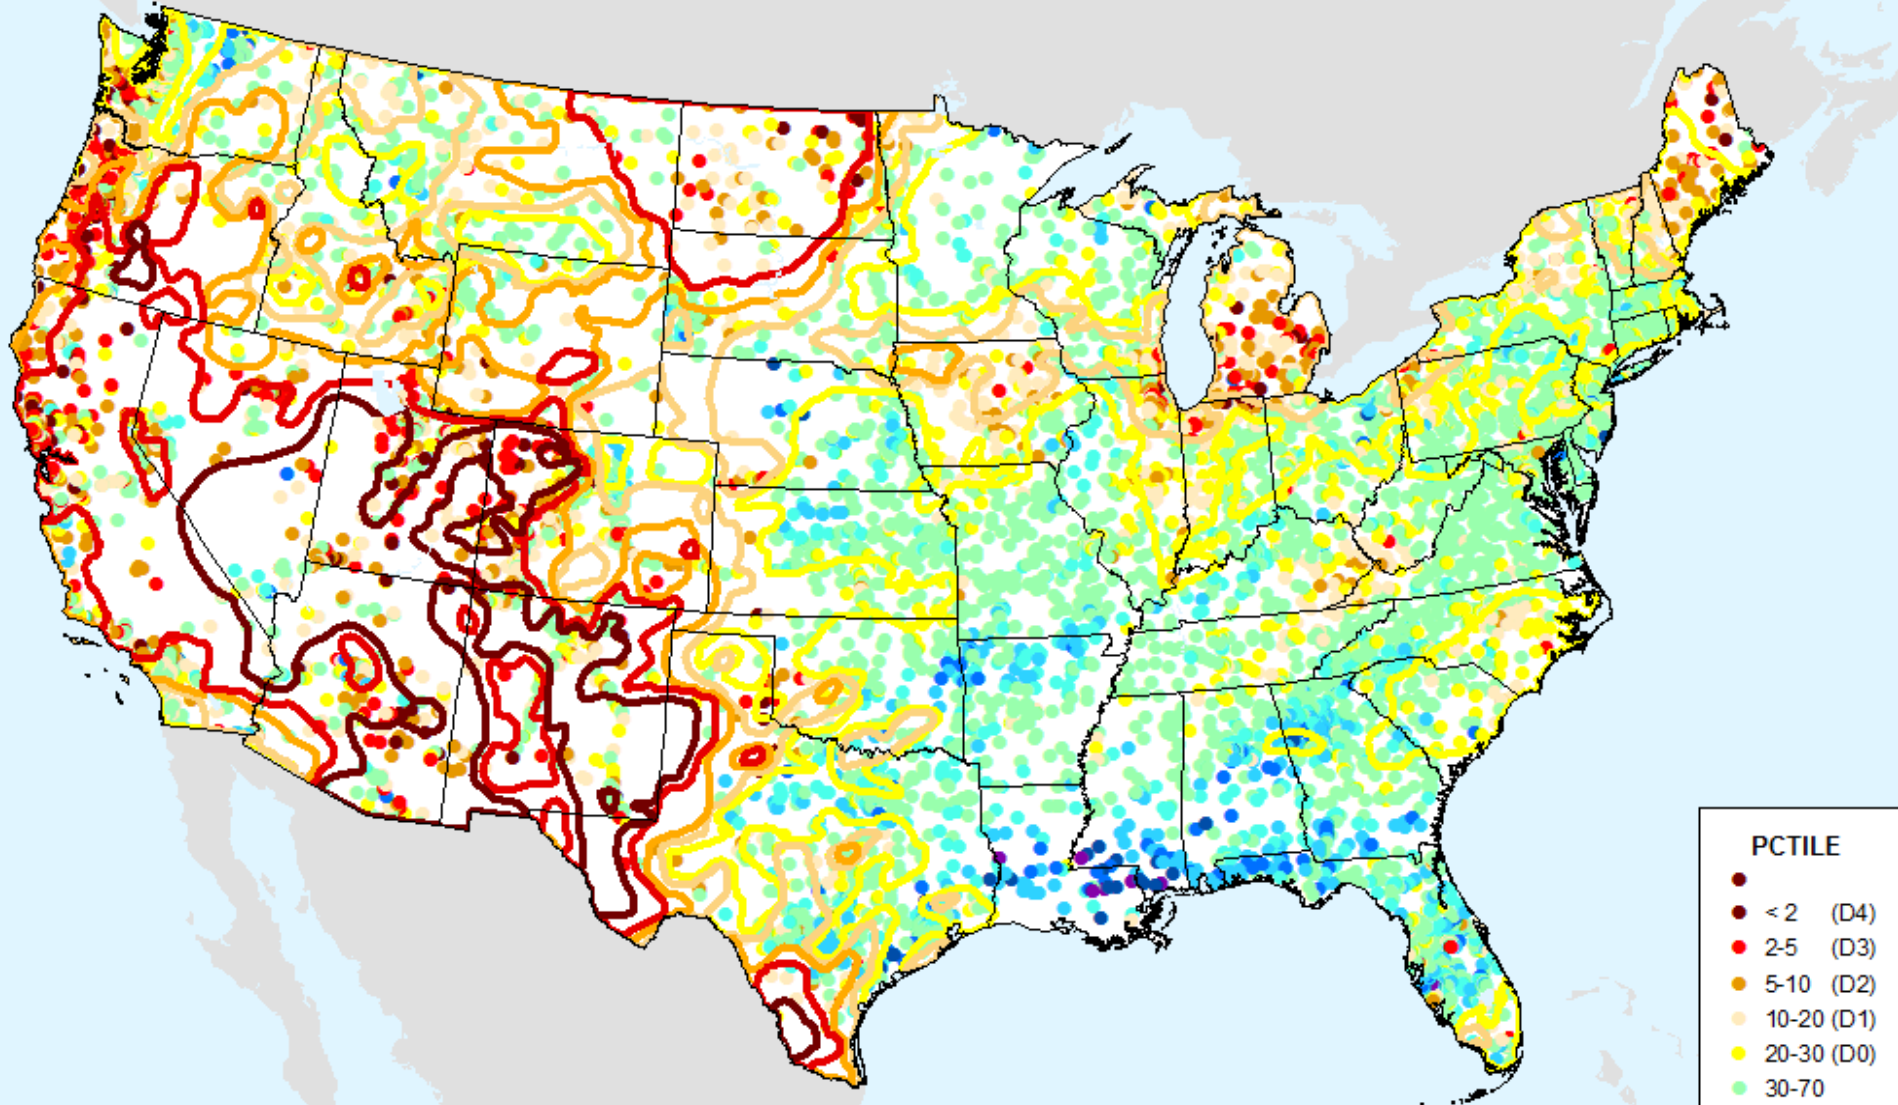 PCTILE
< 2 (D4)
2-5 (D3)
5-10 (D2)
10-20 (D1)
20-30 (D0)
30-70